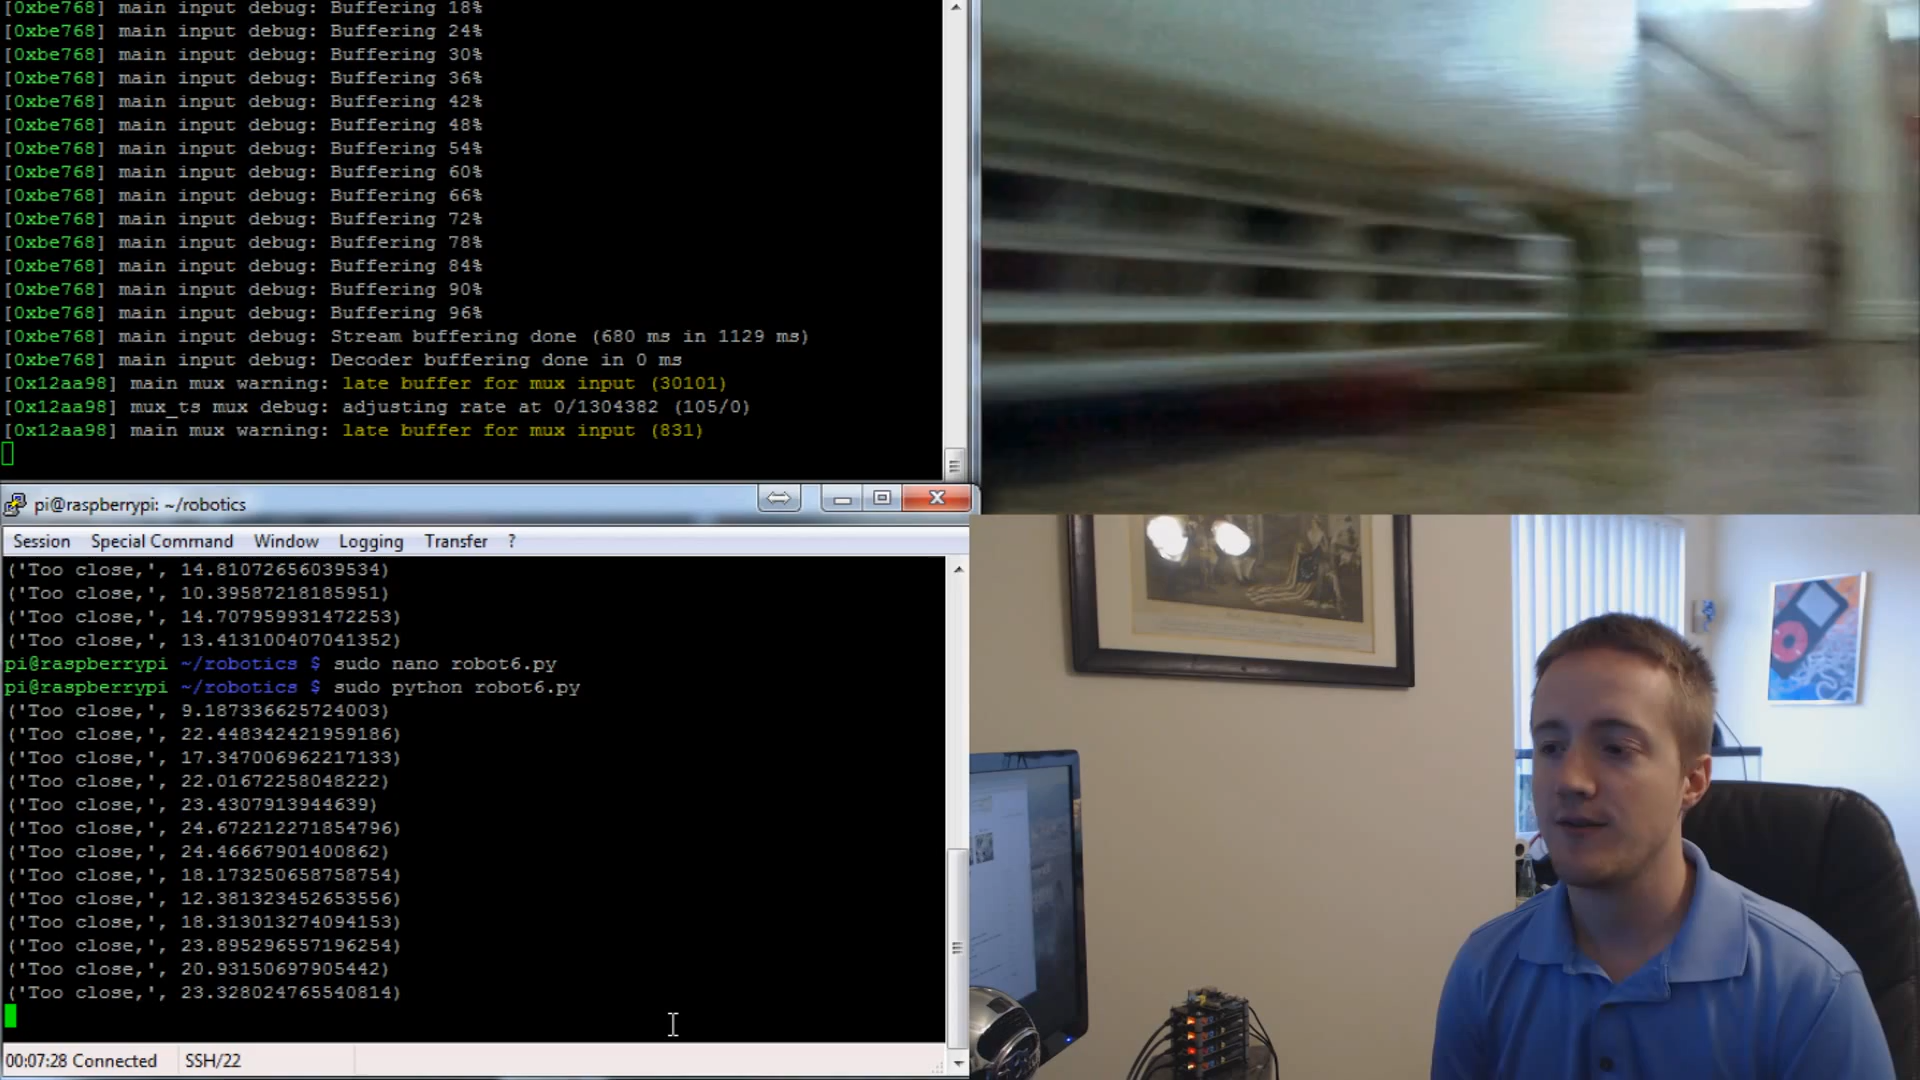 [0xbe768] main input debug: Buffering 18%
[0xbe768] main input debug: Buffering 24%
[0xbe768] main input debug: Buffering 30%
[0xbe768] main input debug: Buffering 36%
[0xbe768] main input debug: Buffering 42%
[0xbe768] main input debug: Buffering 48%
[0xbe768] main input debug: Buffering 54%
[0xbe768] main input debug: Buffering 60%
[0xbe768] main input debug: Buffering 66%
[0xbe768] main input debug: Buffering 72%
[0xbe768] main input debug: Buffering 78%
[0xbe768] main input debug: Buffering 84%
[0xbe768] main input debug: Buffering 90%
[0xbe768] main input debug: Buffering 96%
[0xbe768] main input debug: Stream buffering done (680 ms in 1129 ms)
[0xbe768] main input debug: Decoder buffering done in 0 ms
[0x12aa98] main mux warning: late buffer for mux input (30101)
[0x12aa98] mux_ts mux debug: adjusting rate at 0/1304382 (105/0)
[0x12aa98] main mux warning: late buffer for mux input (831)
pi@raspberrypi: ~/robotics
Session Special Command Window Logging Transfer ?
('Too close,', 14.81072656039534)
('Too close,', 10.39587218185951)
('Too close,', 14.707959931472253)
('Too close,', 13.413100407041352)
pi@raspberrypi ~/robotics $ sudo nano robot6.py
pi@raspberrypi ~/robotics $ sudo python robot6.py
('Too close,', 9.187336625724003)
('Too close,', 22.448342421959186)
('Too close,', 17.347006962217133)
('Too close,', 22.01672258048222)
('Too close,', 23.4307913944639)
('Too close,', 24.672212271854796)
('Too close,', 24.46667901400862)
('Too close,', 18.173250658758754)
('Too close,', 12.381323452653556)
('Too close,', 18.313013274094153)
('Too close,', 23.895296557196254)
('Too close,', 20.93150697905442)
('Too close,', 23.328024765540814)
00:07:28 Connected SSH/22